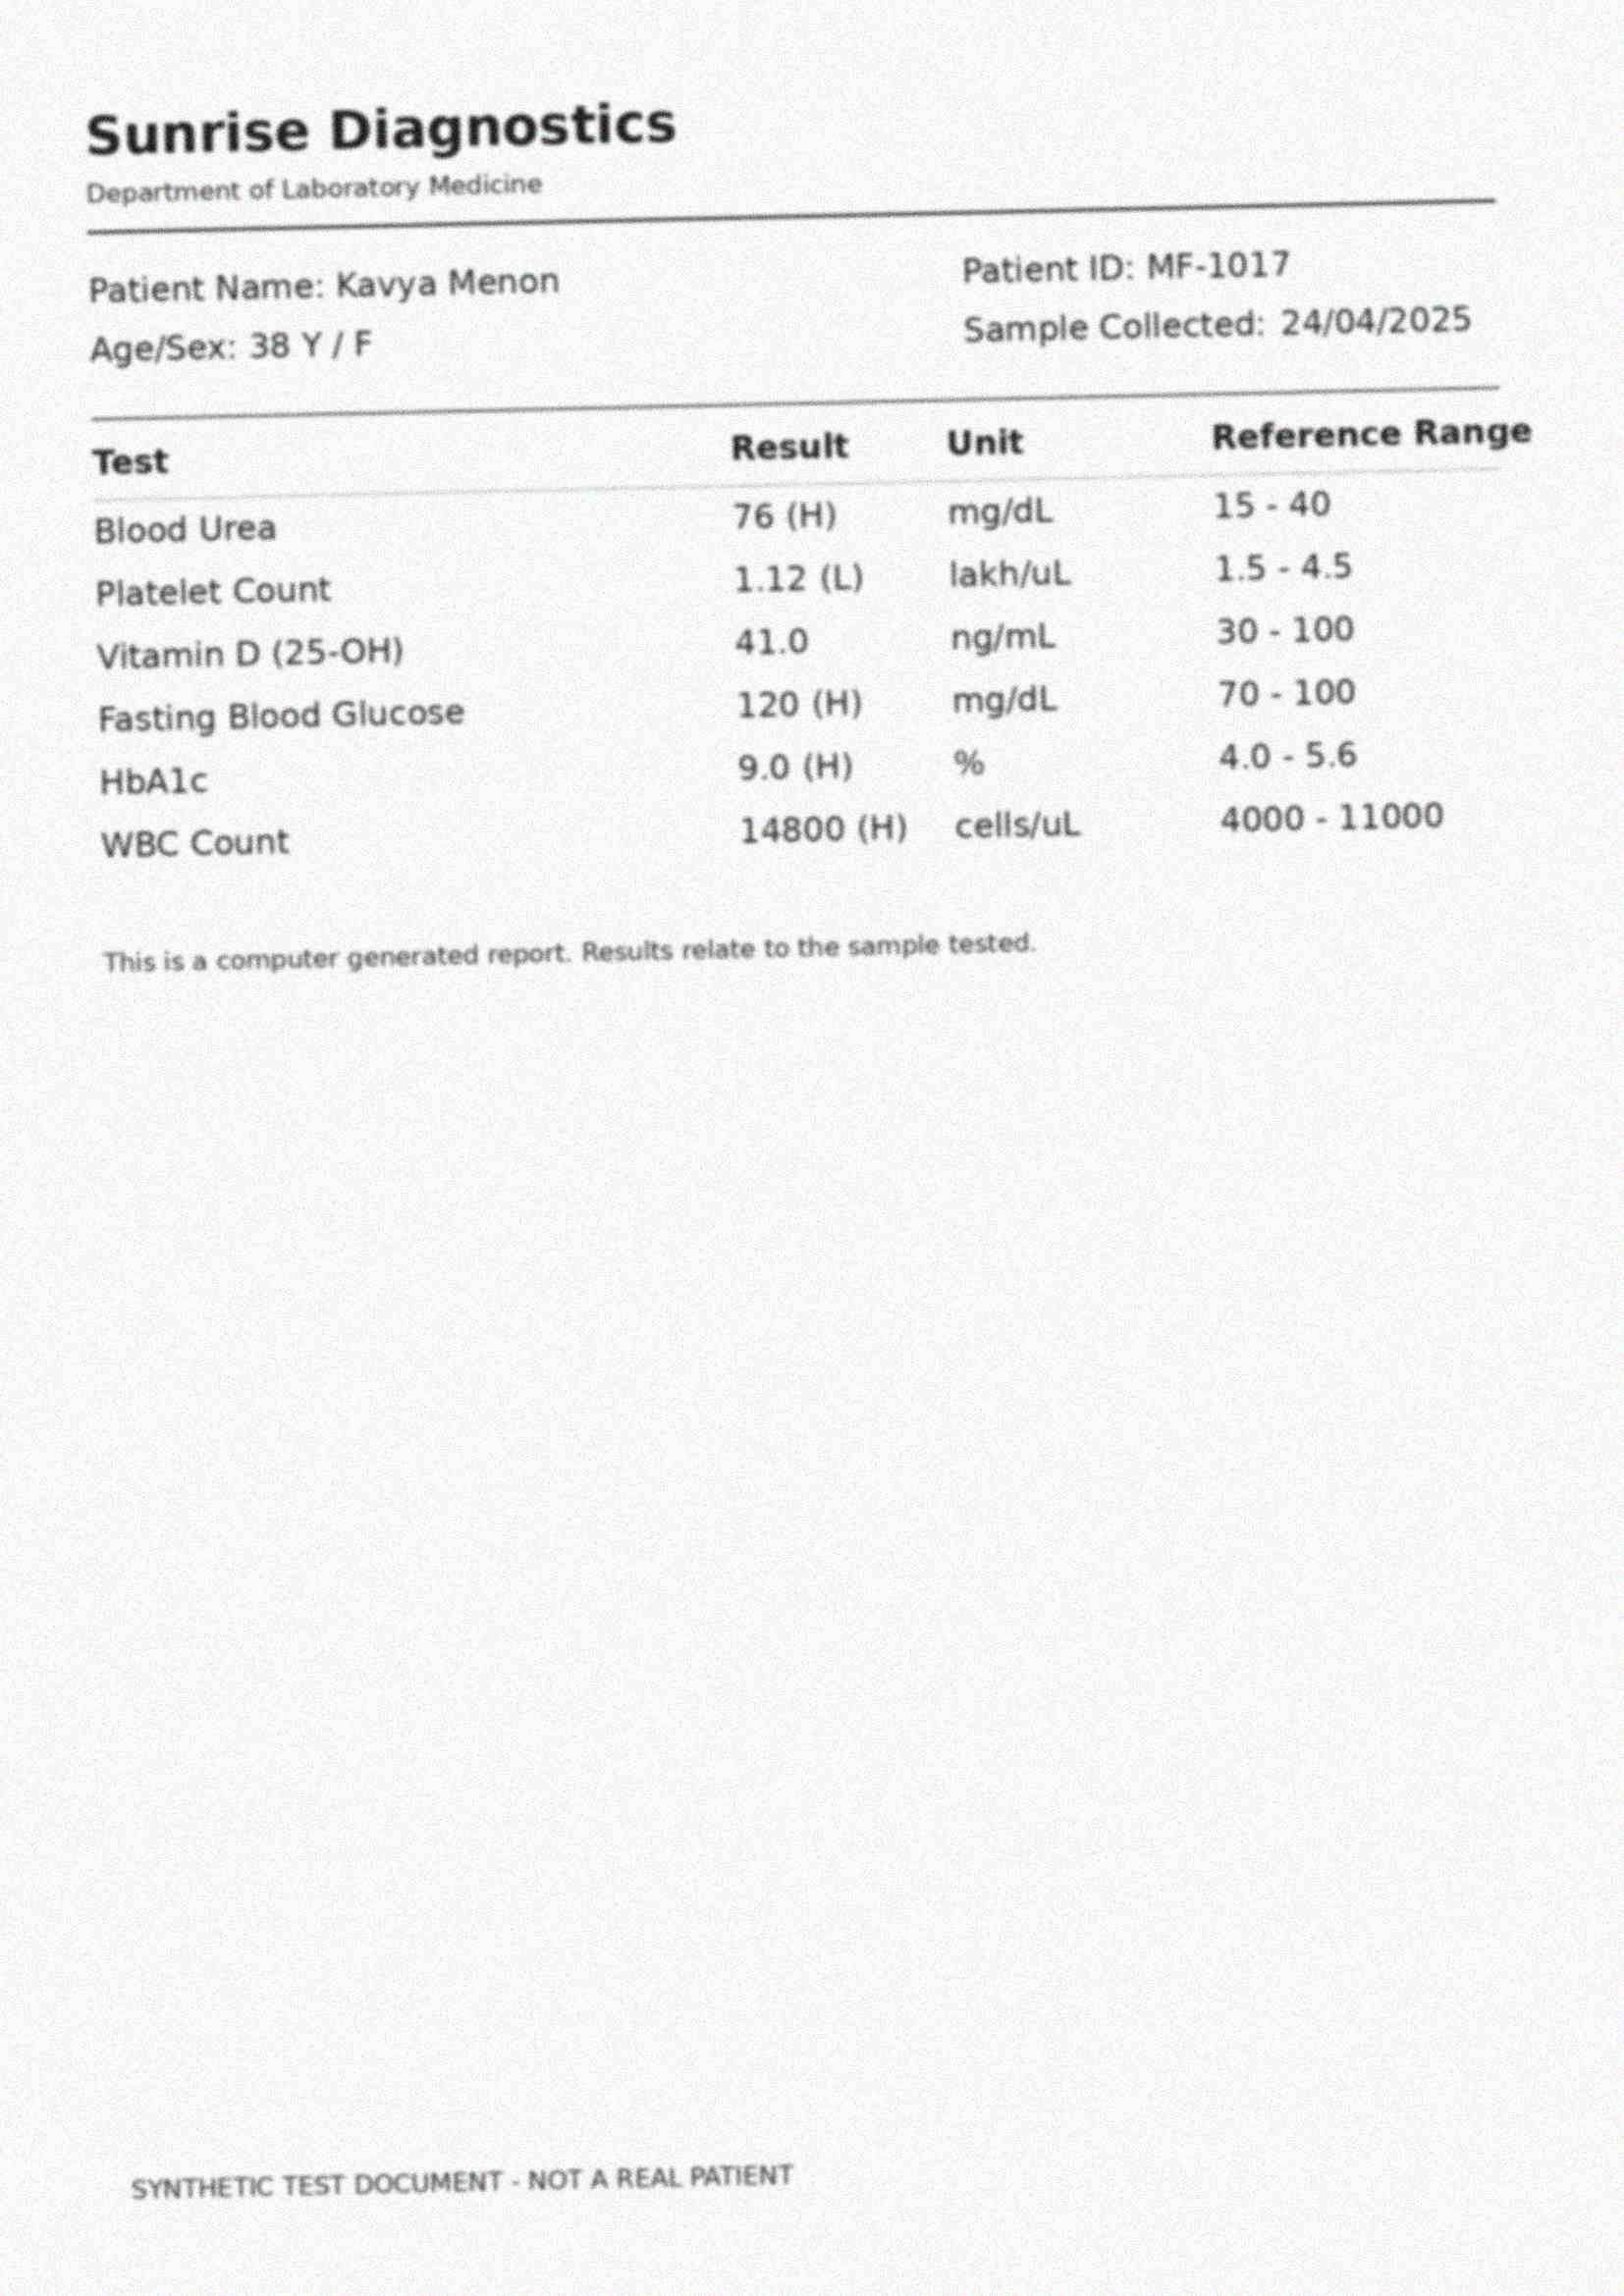 Sunrise Diagnostics
Department of Laboratory Medicine
Patient Name: Kavya Menon Patient ID: MF-1017
Age/Sex: 38 Y / F Sample Collected: 24/04/2025
Test Result Unit Reference Range
Blood Urea 76 (H) mg/dL 15 - 40
Platelet Count 1.12 (L) lakh/uL 1.5 - 4.5
Vitamin D (25-OH) 41.0 ng/mL 30 - 100
Fasting Blood Glucose 120 (H) mg/dL 70 - 100
HbA1c 9.0 (H) % 4.0 - 5.6
WBC Count 14800 (H) cells/uL 4000 - 11000
This is a computer generated report. Results relate to the sample tested.
SYNTHETIC TEST DOCUMENT - NOT A REAL PATIENT